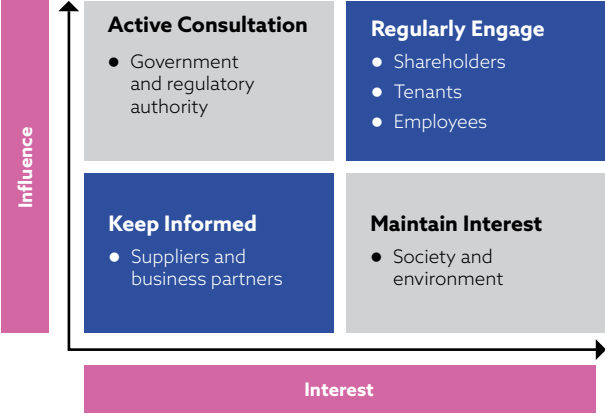 Influence
Active Consultation
● Government
and regulatory
authority
Regularly Engage
● Shareholders
● Tenants
● Employees
Keep Informed
● Suppliers and
business partners
Maintain Interest
● Society and
environment
Interest